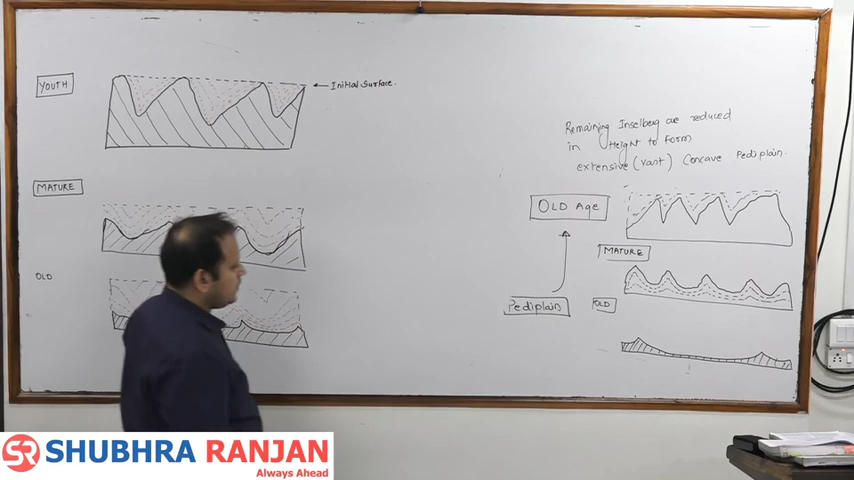 YOUTH
Initial Surface.
MATURE
OLD
Remaining Inselberg are reduced
in Height to form
extensive (vast) Concave Pediplain.
OLD Age
MATURE
Pediplain
OLD
SR SHUBHRA RANJAN
Always Ahead